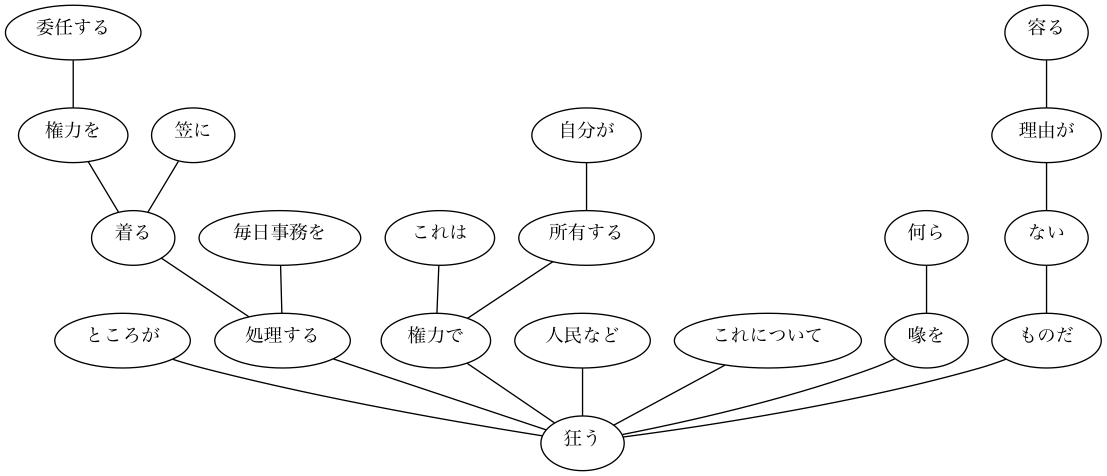 委任する
容る
権力を
笠に
自分が
理由が
着る
毎日事務を
これは
所有する
何ら
ない
ところが
処理する
権力で
人民など
これについて
喙を
ものだ
狂う